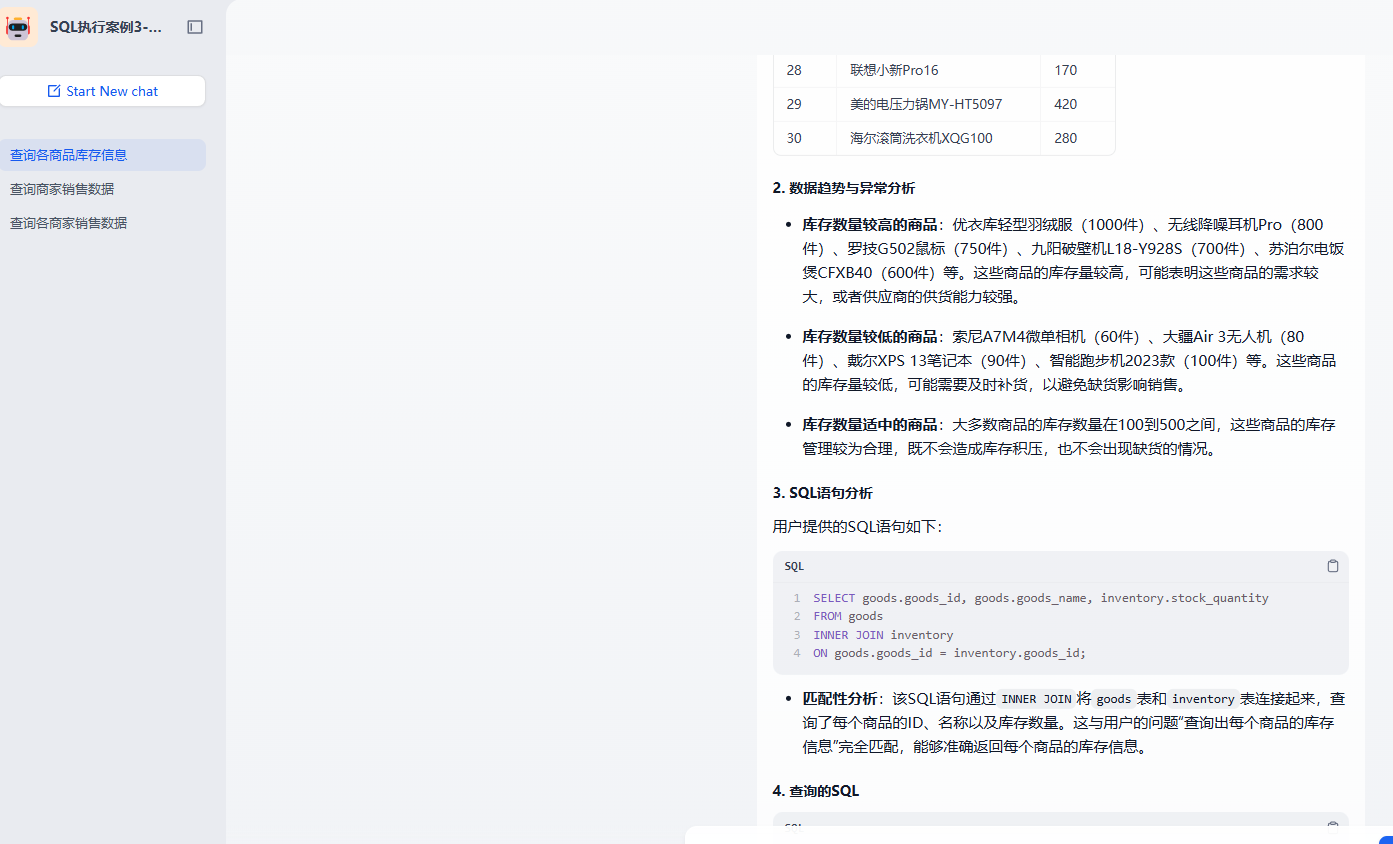 SQL执行案例3-...
Start New chat
查询各商品库存信息
查询商家销售数据
查询各商家销售数据
28 联想小新Pro16 170
29 美的电压力锅MY-HT5097 420
30 海尔滚筒洗衣机XQG100 280
2. 数据趋势与异常分析
库存数量较高的商品：优衣库轻型羽绒服（1000件）、无线降噪耳机Pro（800
件）、罗技G502鼠标（750件）、九阳破壁机L18-Y928S（700件）、苏泊尔电饭
煲CFXB40（600件）等。这些商品的库存量较高，可能表明这些商品的需求较
大，或者供应商的供货能力较强。
库存数量较低的商品：索尼A7M4微单相机（60件）、大疆Air 3无人机（80
件）、戴尔XPS 13笔记本（90件）、智能跑步机2023款（100件）等。这些商品
的库存量较低，可能需要及时补货，以避免缺货影响销售。
库存数量适中的商品：大多数商品的库存数量在100到500之间，这些商品的库存
管理较为合理，既不会造成库存积压，也不会出现缺货的情况。
3. SQL语句分析
用户提供的SQL语句如下：
SQL
1 SELECT goods.goods_id, goods.goods_name, inventory.stock_quantity
2 FROM goods
3 INNER JOIN inventory
4 ON goods.goods_id = inventory.goods_id;
匹配性分析：该SQL语句通过 INNER JOIN 将 goods 表和 inventory 表连接起来，查
询了每个商品的ID、名称以及库存数量。这与用户的问题“查询出每个商品的库存
信息”完全匹配，能够准确返回每个商品的库存信息。
4. 查询的SQL
SQL